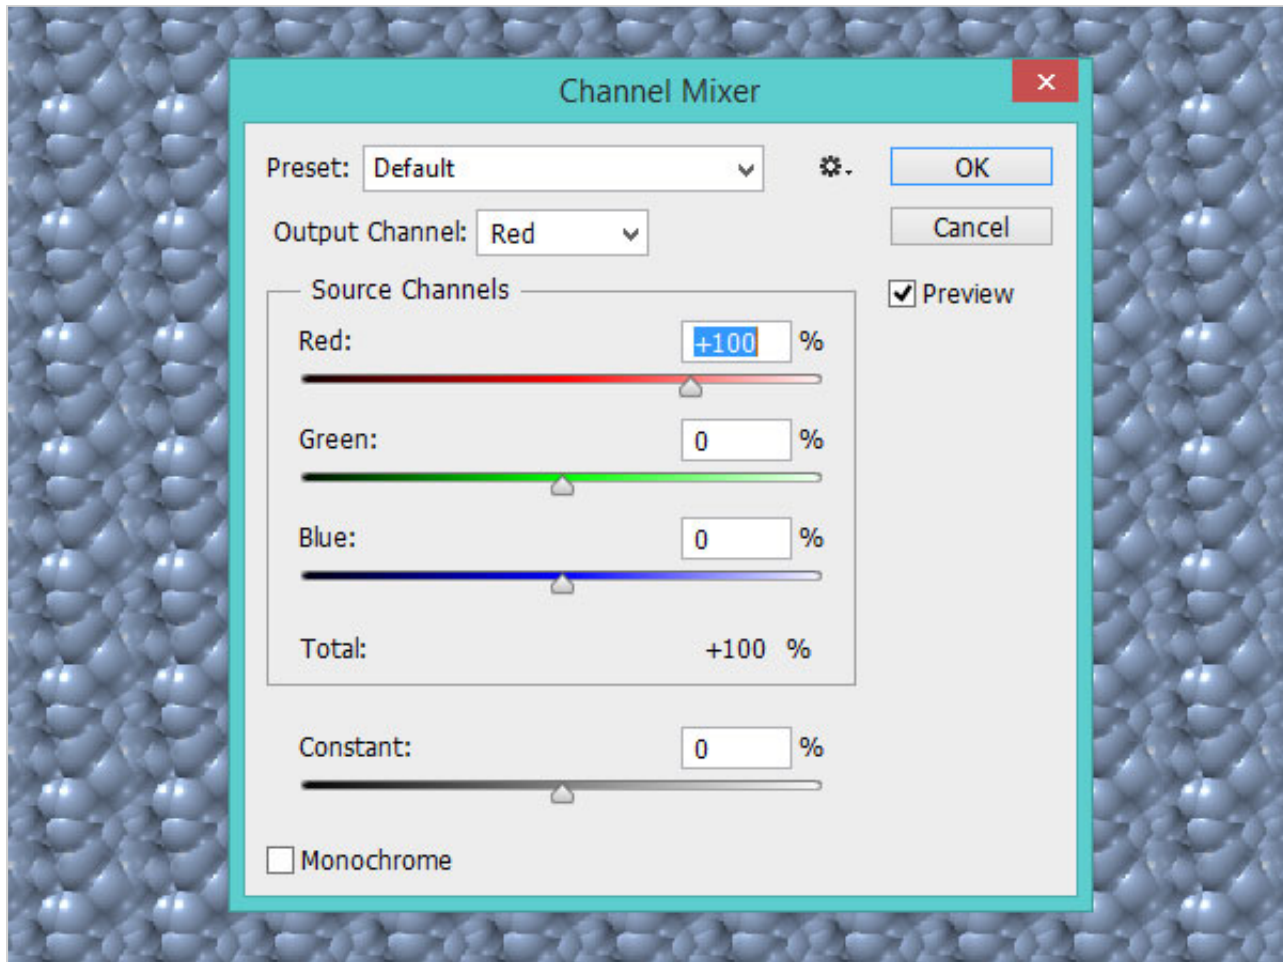 Channel Mixer
Preset: Default OK
Output Channel: Red Cancel
Source Channels Preview
Red: +100 %
Green: 0 %
Blue: 0 %
Total: +100 %
Constant: 0 %
Monochrome